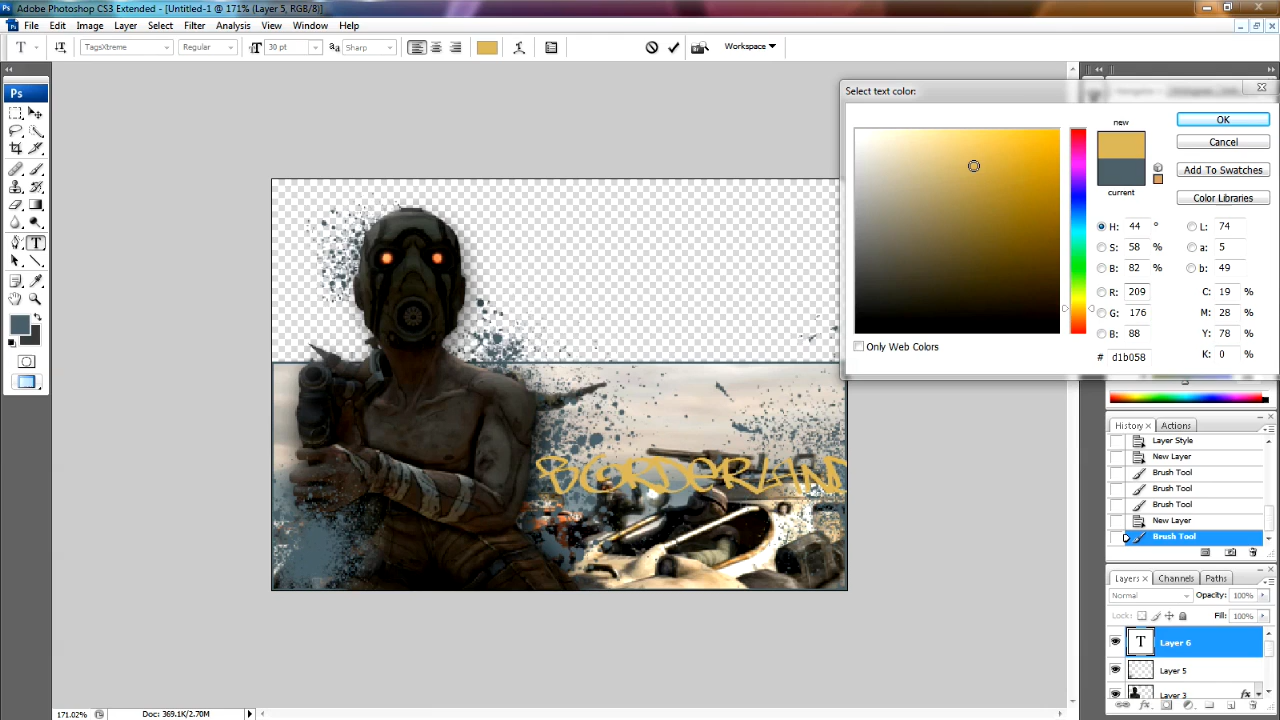 Ps Adobe Photoshop CS3 Extended - [Untitled-1 @ 171% (Layer 5, RGB/8)]
File Edit Image Layer Select Filter Analysis View Window Help
T TagsXtreme Regular 30 pt aa Sharp Workspace
Ps
Select text color:
new
OK
Cancel
Add To Swatches
current
Color Libraries
H: 44 ° L: 74
S: 58 % a: 5
B: 82 % b: 49
R: 209 C: 19 %
G: 176 M: 28 %
B: 88 Y: 78 %
# d1b058 K: 0 %
Only Web Colors
BORDERLAND
History × Actions
Layer Style
New Layer
Brush Tool
Brush Tool
Brush Tool
New Layer
Brush Tool
Layers × Channels Paths
Normal Opacity: 100%
Lock: Fill: 100%
T Layer 6
Layer 5
Layer 3 fx
171.02% Doc: 369.1K/2.70M